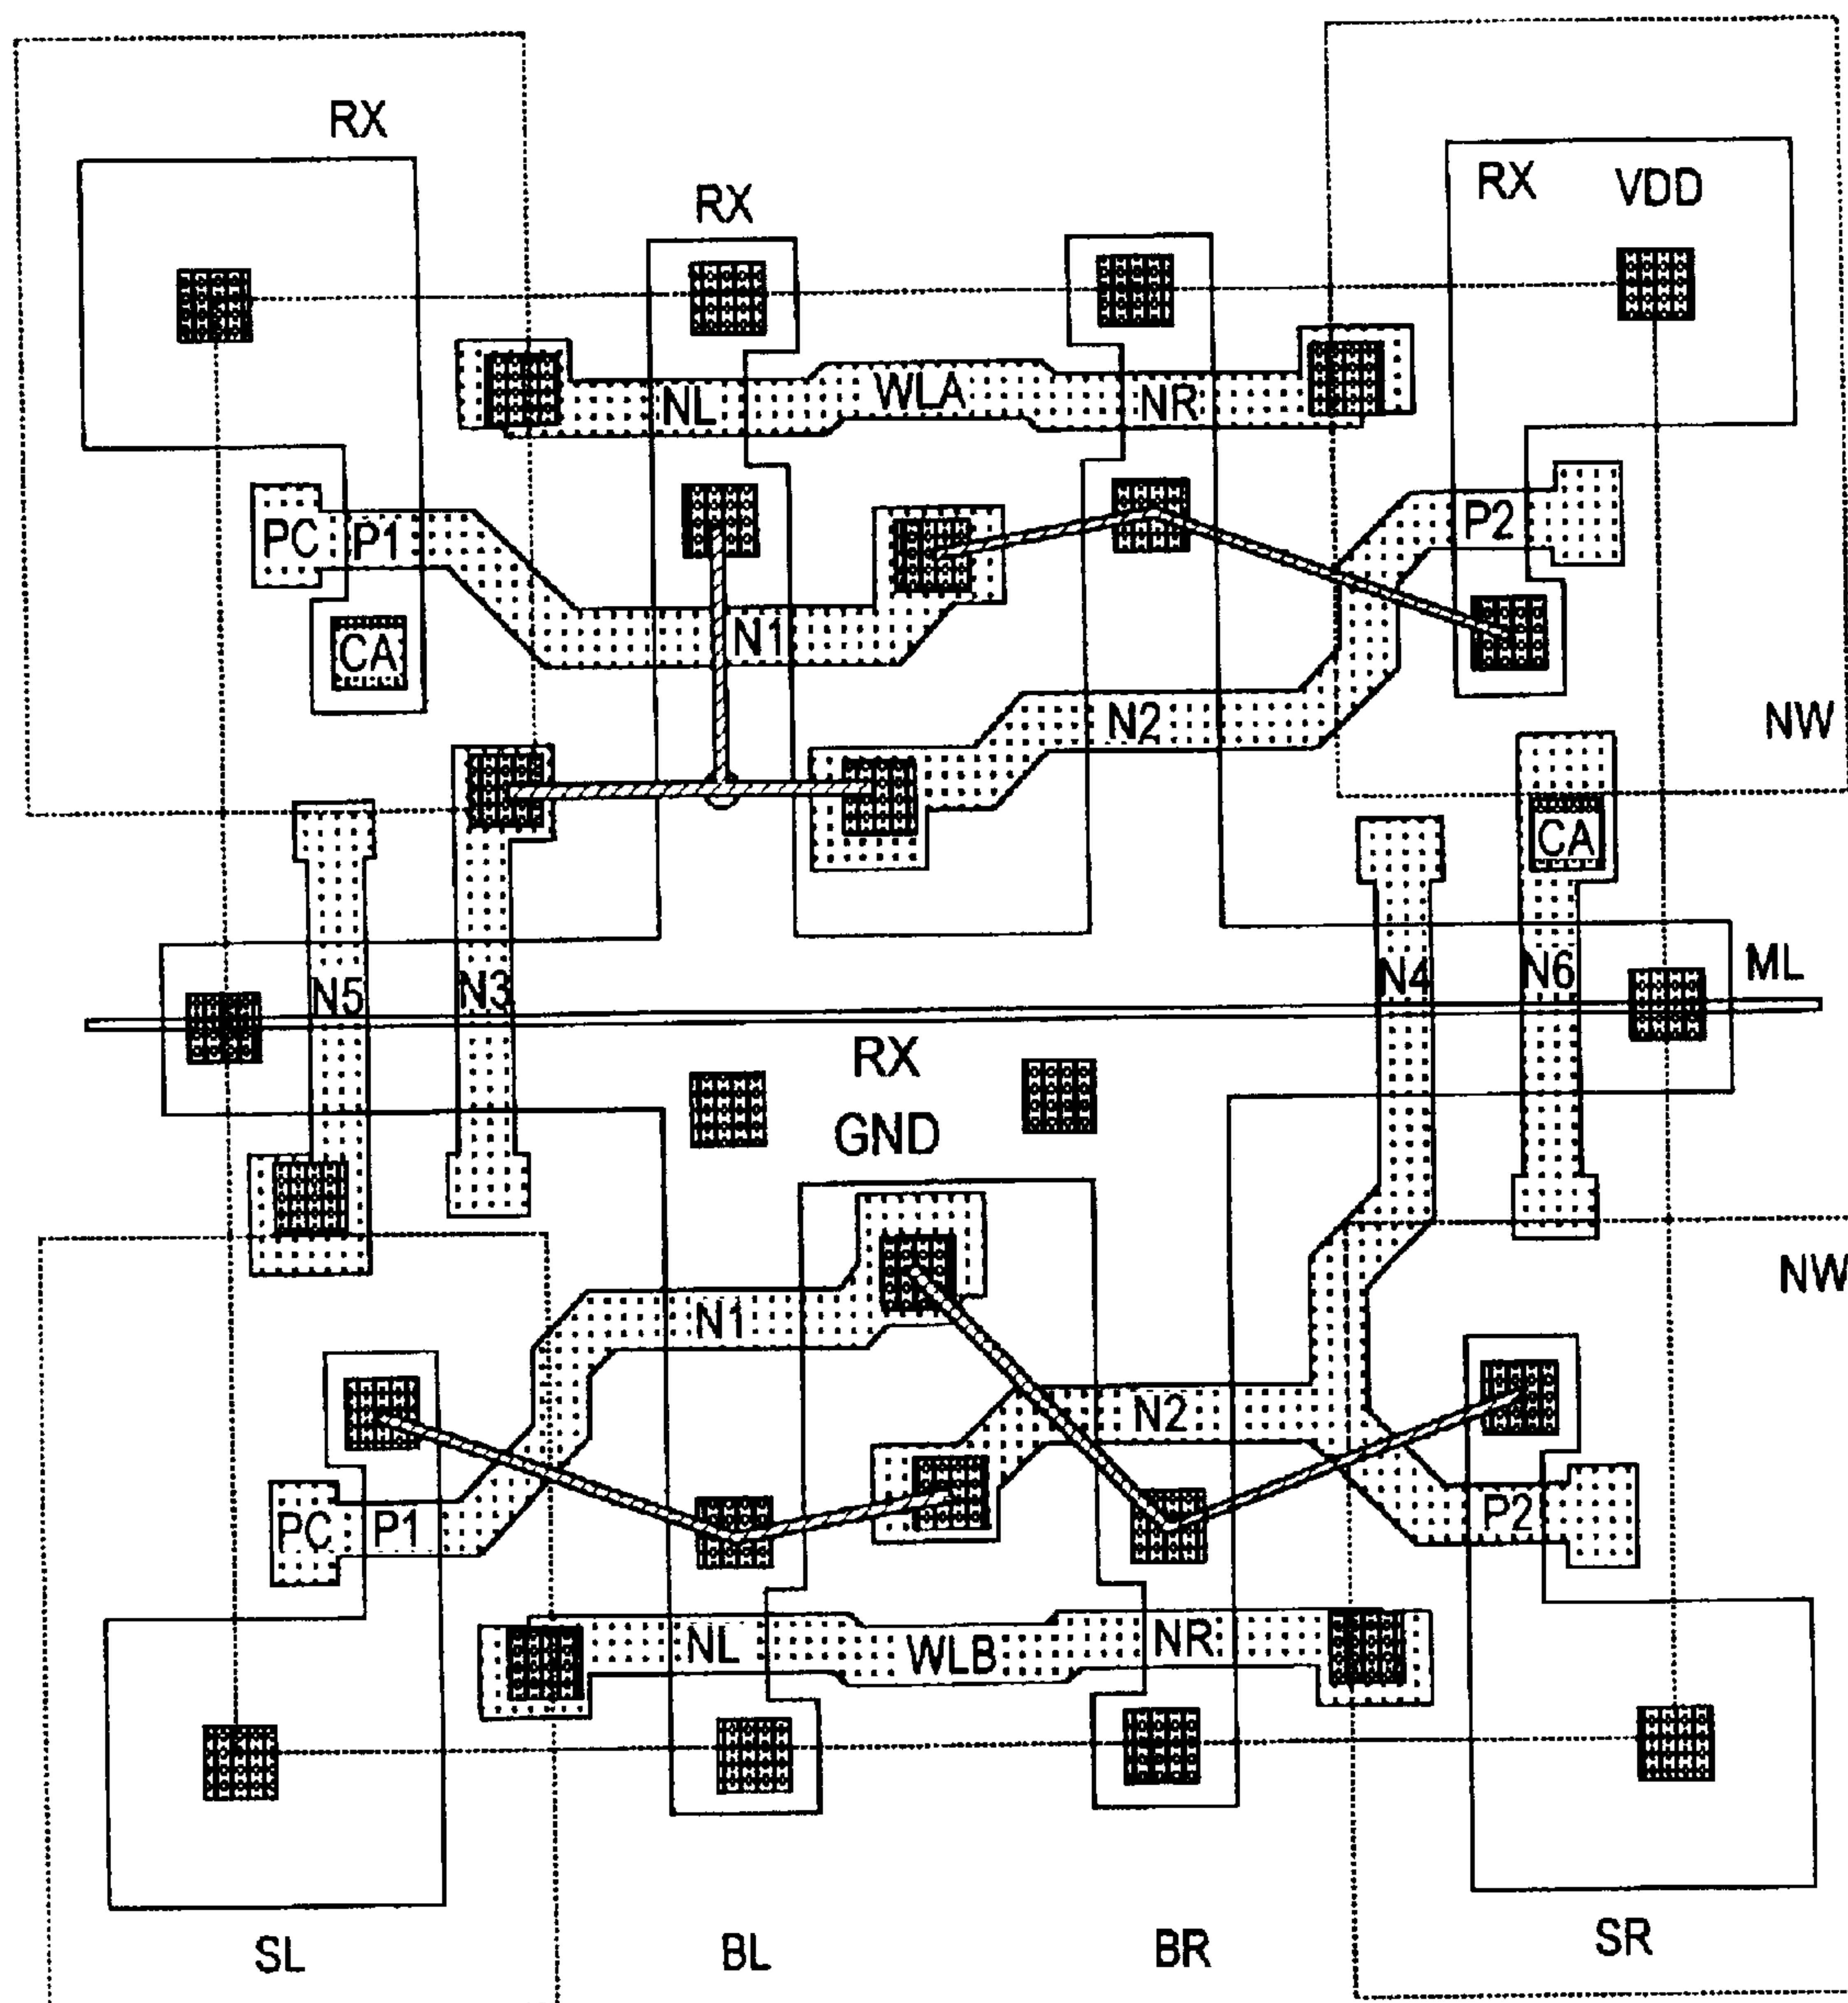 RX
RX
RX VDD
NL WLA NR
PC P1
P2
CA
N1
N2
NW
CA
N5 N3
N4 N6
ML
RX
GND
NW
N1
N2
PC P1
P2
NL WLB NR
SL BL BR SR